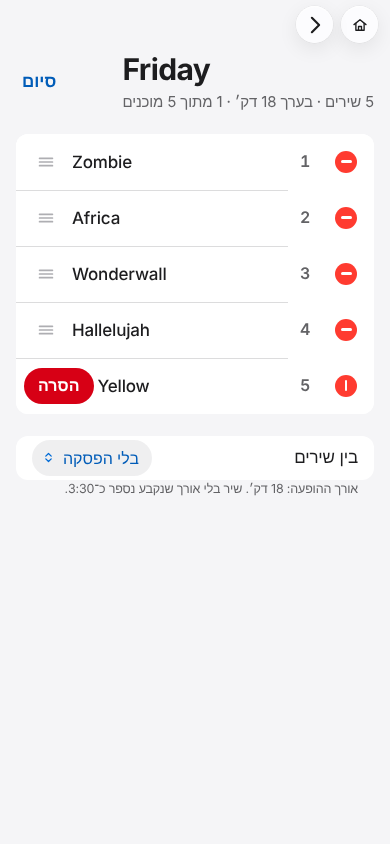 Friday
סיום
5 שירים · בערך 18 דק׳ · 1 מתוך 5 מוכנים
1 Zombie
2 Africa
3 Wonderwall
4 Hallelujah
5 Yellow הסרה
בין שירים בלי הפסקה
אורך ההופעה: 18 דק׳. שיר בלי אורך שנקבע נספר כ־3:30.